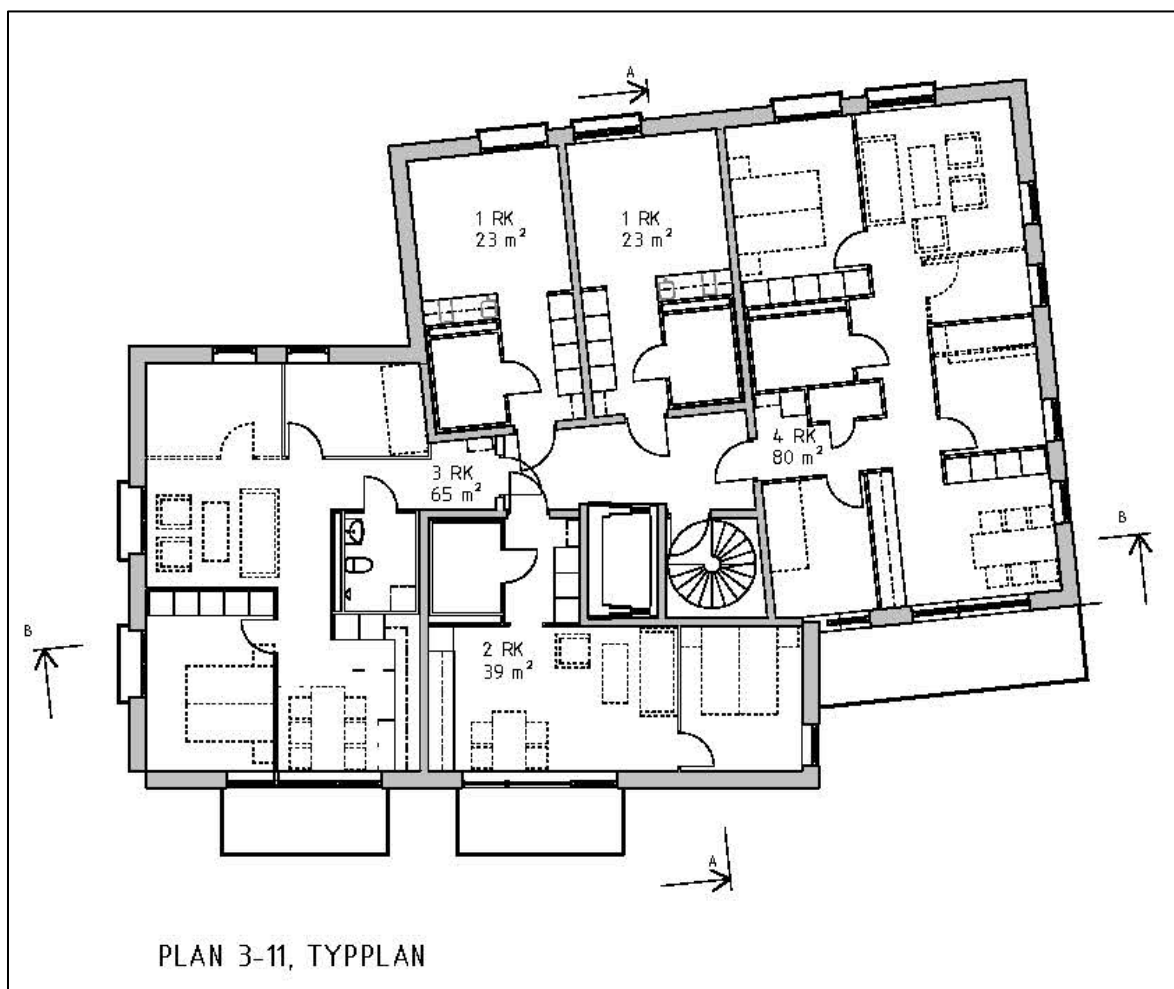 A
1 RK
23 m²
1 RK
23 m²
3 RK
65 m²
4 RK
80 m²
B
B
2 RK
39 m²
A
PLAN 3-11, TYPPLAN